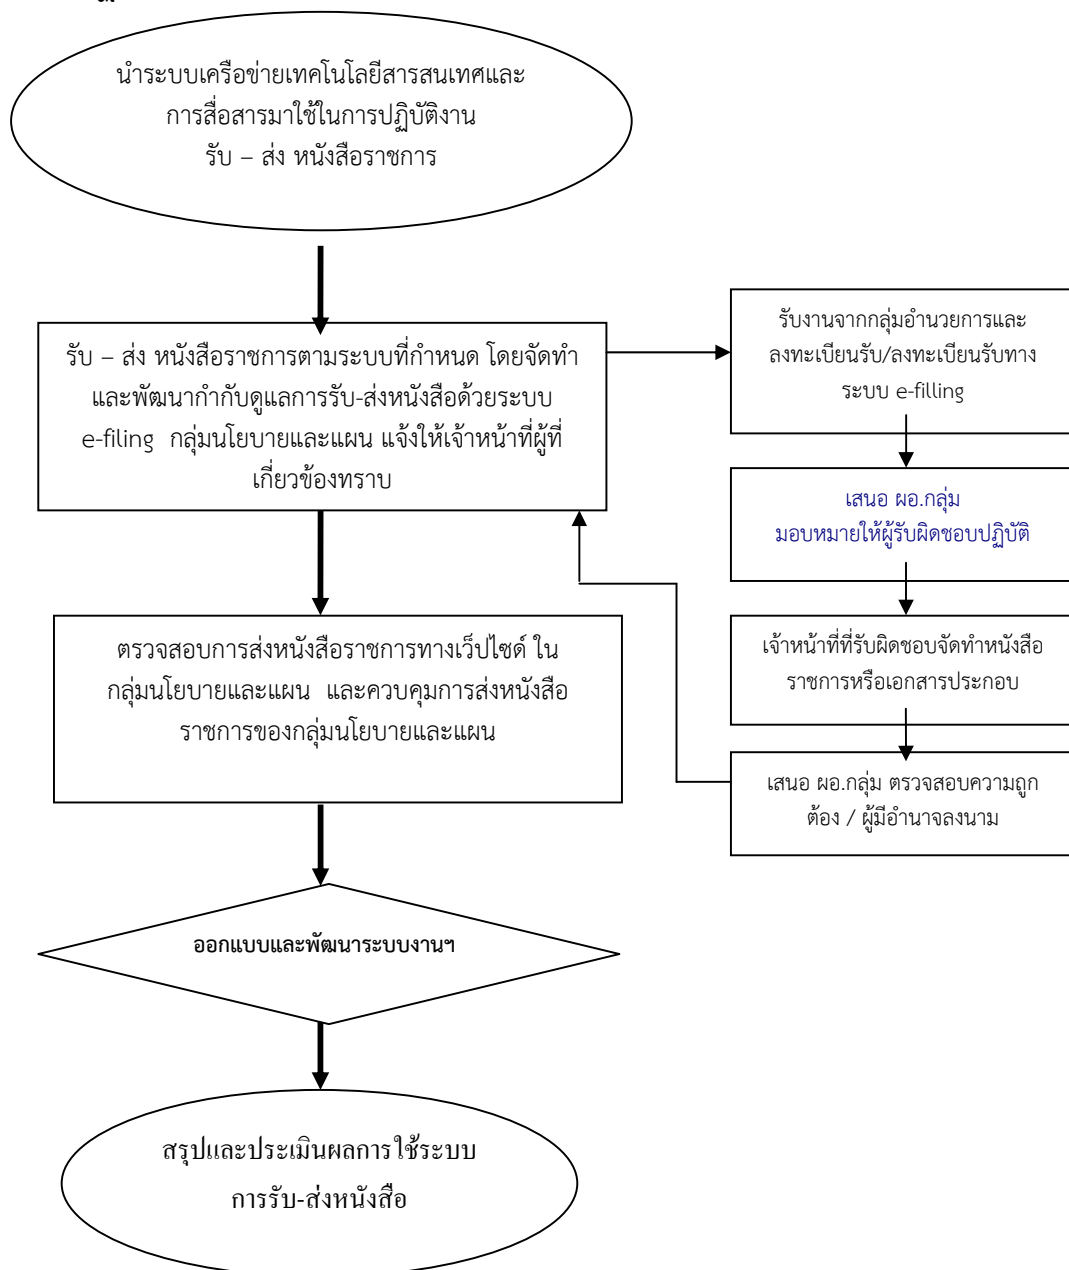 นำระบบเครือข่ายเทคโนโลยีสารสนเทศและ
การสื่อสารมาใช้ในการปฏิบัติงาน
รับ – ส่ง หนังสือราชการ
รับ – ส่ง หนังสือราชการตามระบบที่กำหนด โดยจัดทำ
และพัฒนากำกับดูแลการรับ-ส่งหนังสือด้วยระบบ
e-filing กลุ่มนโยบายและแผน แจ้งให้เจ้าหน้าที่ผู้ที่
เกี่ยวข้องทราบ
รับงานจากกลุ่มอำนวยการและ
ลงทะเบียนรับ/ลงทะเบียนรับทาง
ระบบ e-filling
เสนอ ผอ.กลุ่ม
มอบหมายให้ผู้รับผิดชอบปฏิบัติ
เจ้าหน้าที่ที่รับผิดชอบจัดทำหนังสือ
ราชการหรือเอกสารประกอบ
เสนอ ผอ.กลุ่ม ตรวจสอบความถูก
ต้อง / ผู้มีอำนาจลงนาม
ตรวจสอบการส่งหนังสือราชการทางเว็ปไซด์ ใน
กลุ่มนโยบายและแผน และควบคุมการส่งหนังสือ
ราชการของกลุ่มนโยบายและแผน
ออกแบบและพัฒนาระบบงานฯ
สรุปและประเมินผลการใช้ระบบ
การรับ-ส่งหนังสือ